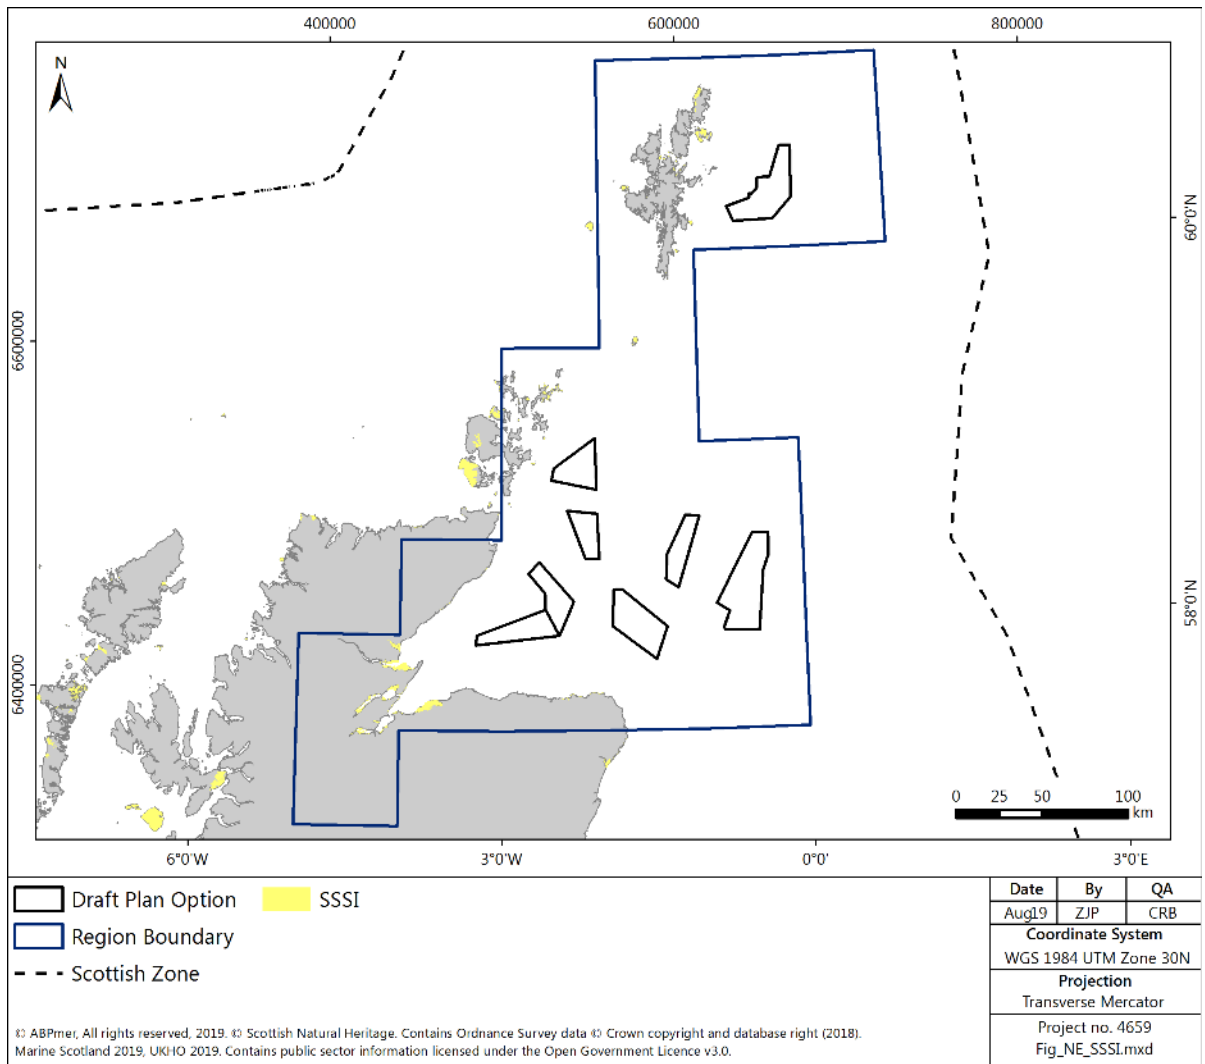 400000 600000 800000
N
60°0'N
6600000
58°0'N
6400000
0 25 50 100
km
6°0'W 3°0'W 0°0' 3°0'E
Draft Plan Option SSSI
Region Boundary
Scottish Zone
Date By QA
Aug19 ZJP CRB
Coordinate System
WGS 1984 UTM Zone 30N
Projection
Transverse Mercator
Project no. 4659
Fig_NE_SSSI.mxd
© ABPmer, All rights reserved, 2019. © Scottish Natural Heritage. Contains Ordnance Survey data © Crown copyright and database right (2018).
Marine Scotland 2019, UKHO 2019. Contains public sector information licensed under the Open Government Licence v3.0.